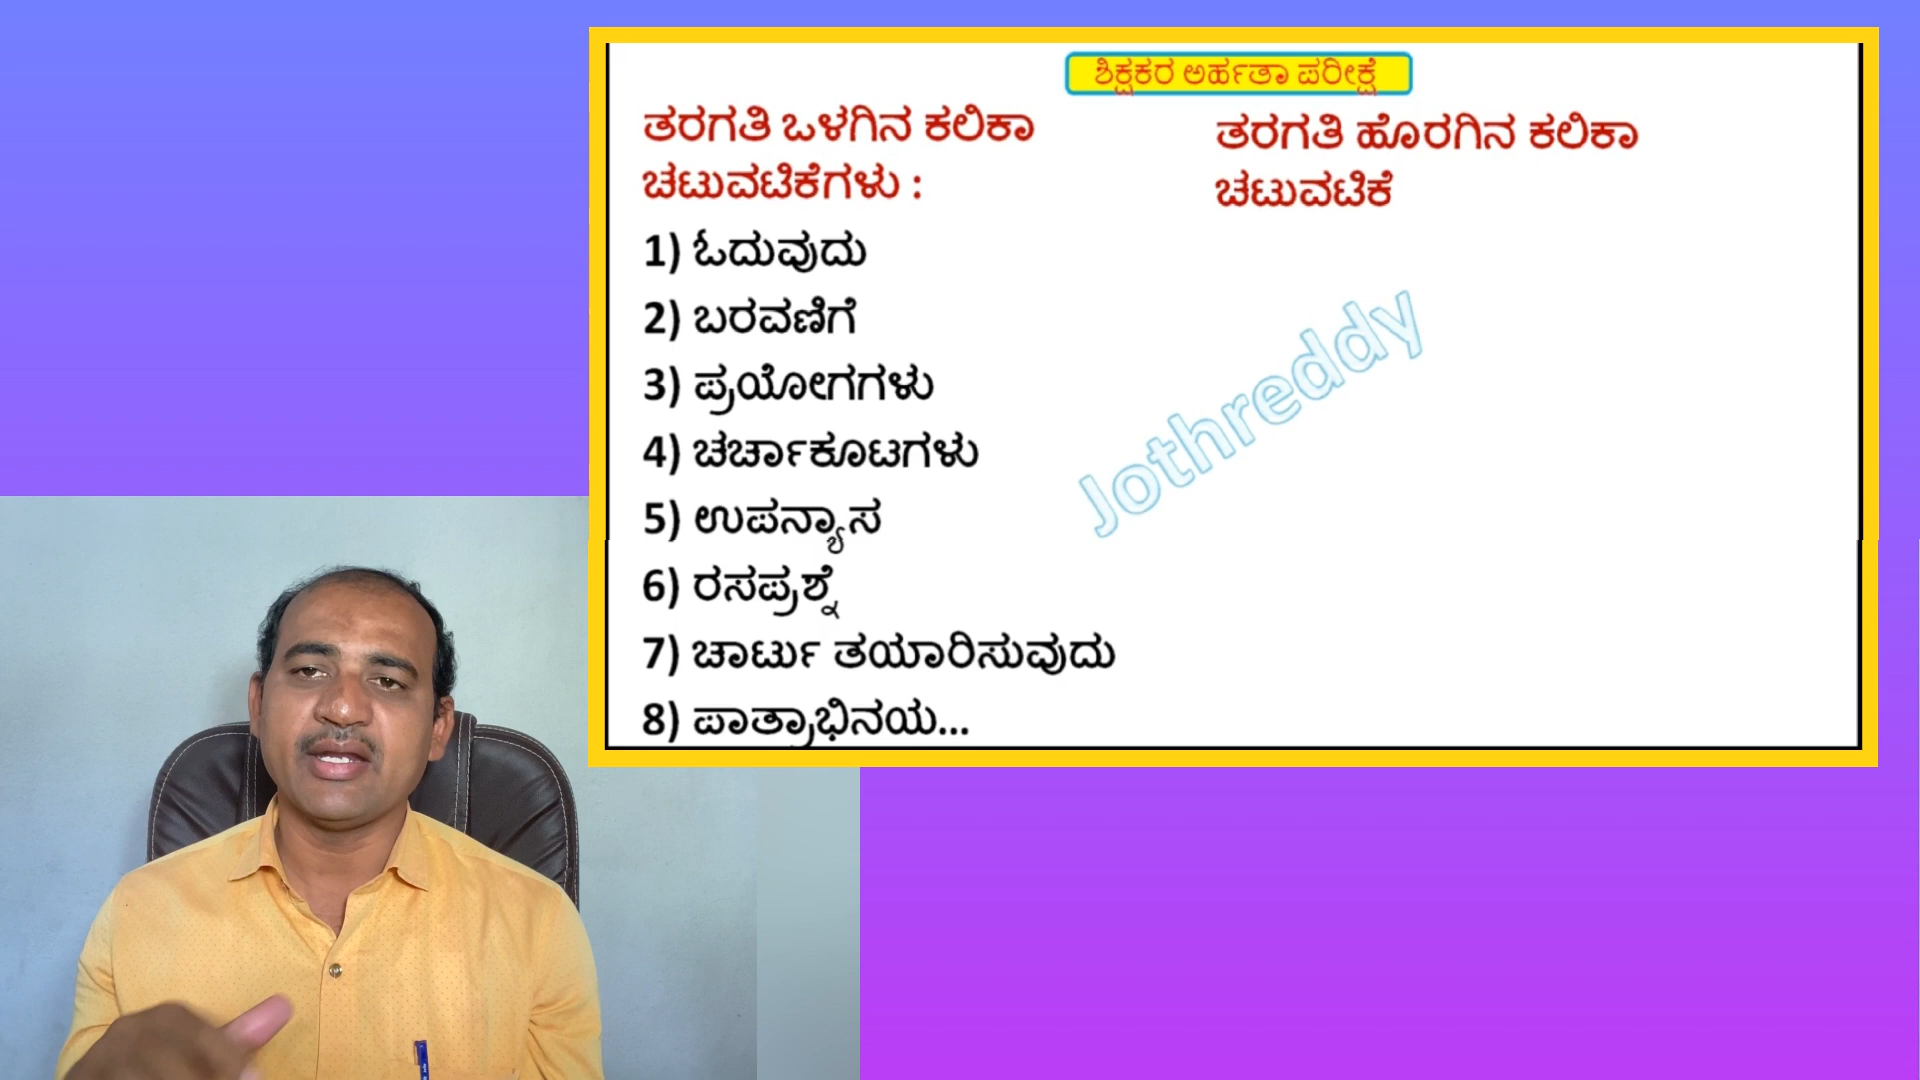 ಶಿಕ್ಷಕರ ಅರ್ಹತಾ ಪರೀಕ್ಷೆ
ತರಗತಿ ಒಳಗಿನ ಕಲಿಕಾ
ಚಟುವಟಿಕೆಗಳು :
1) ಓದುವುದು
2) ಬರವಣಿಗೆ
3) ಪ್ರಯೋಗಗಳು
4) ಚರ್ಚಾಕೂಟಗಳು
5) ಉಪನ್ಯಾಸ
6) ರಸಪ್ರಶ್ನೆ
7) ಚಾರ್ಟು ತಯಾರಿಸುವುದು
8) ಪಾತ್ರಾಭಿನಯ...
ತರಗತಿ ಹೊರಗಿನ ಕಲಿಕಾ
ಚಟುವಟಿಕೆ
Jothreddy